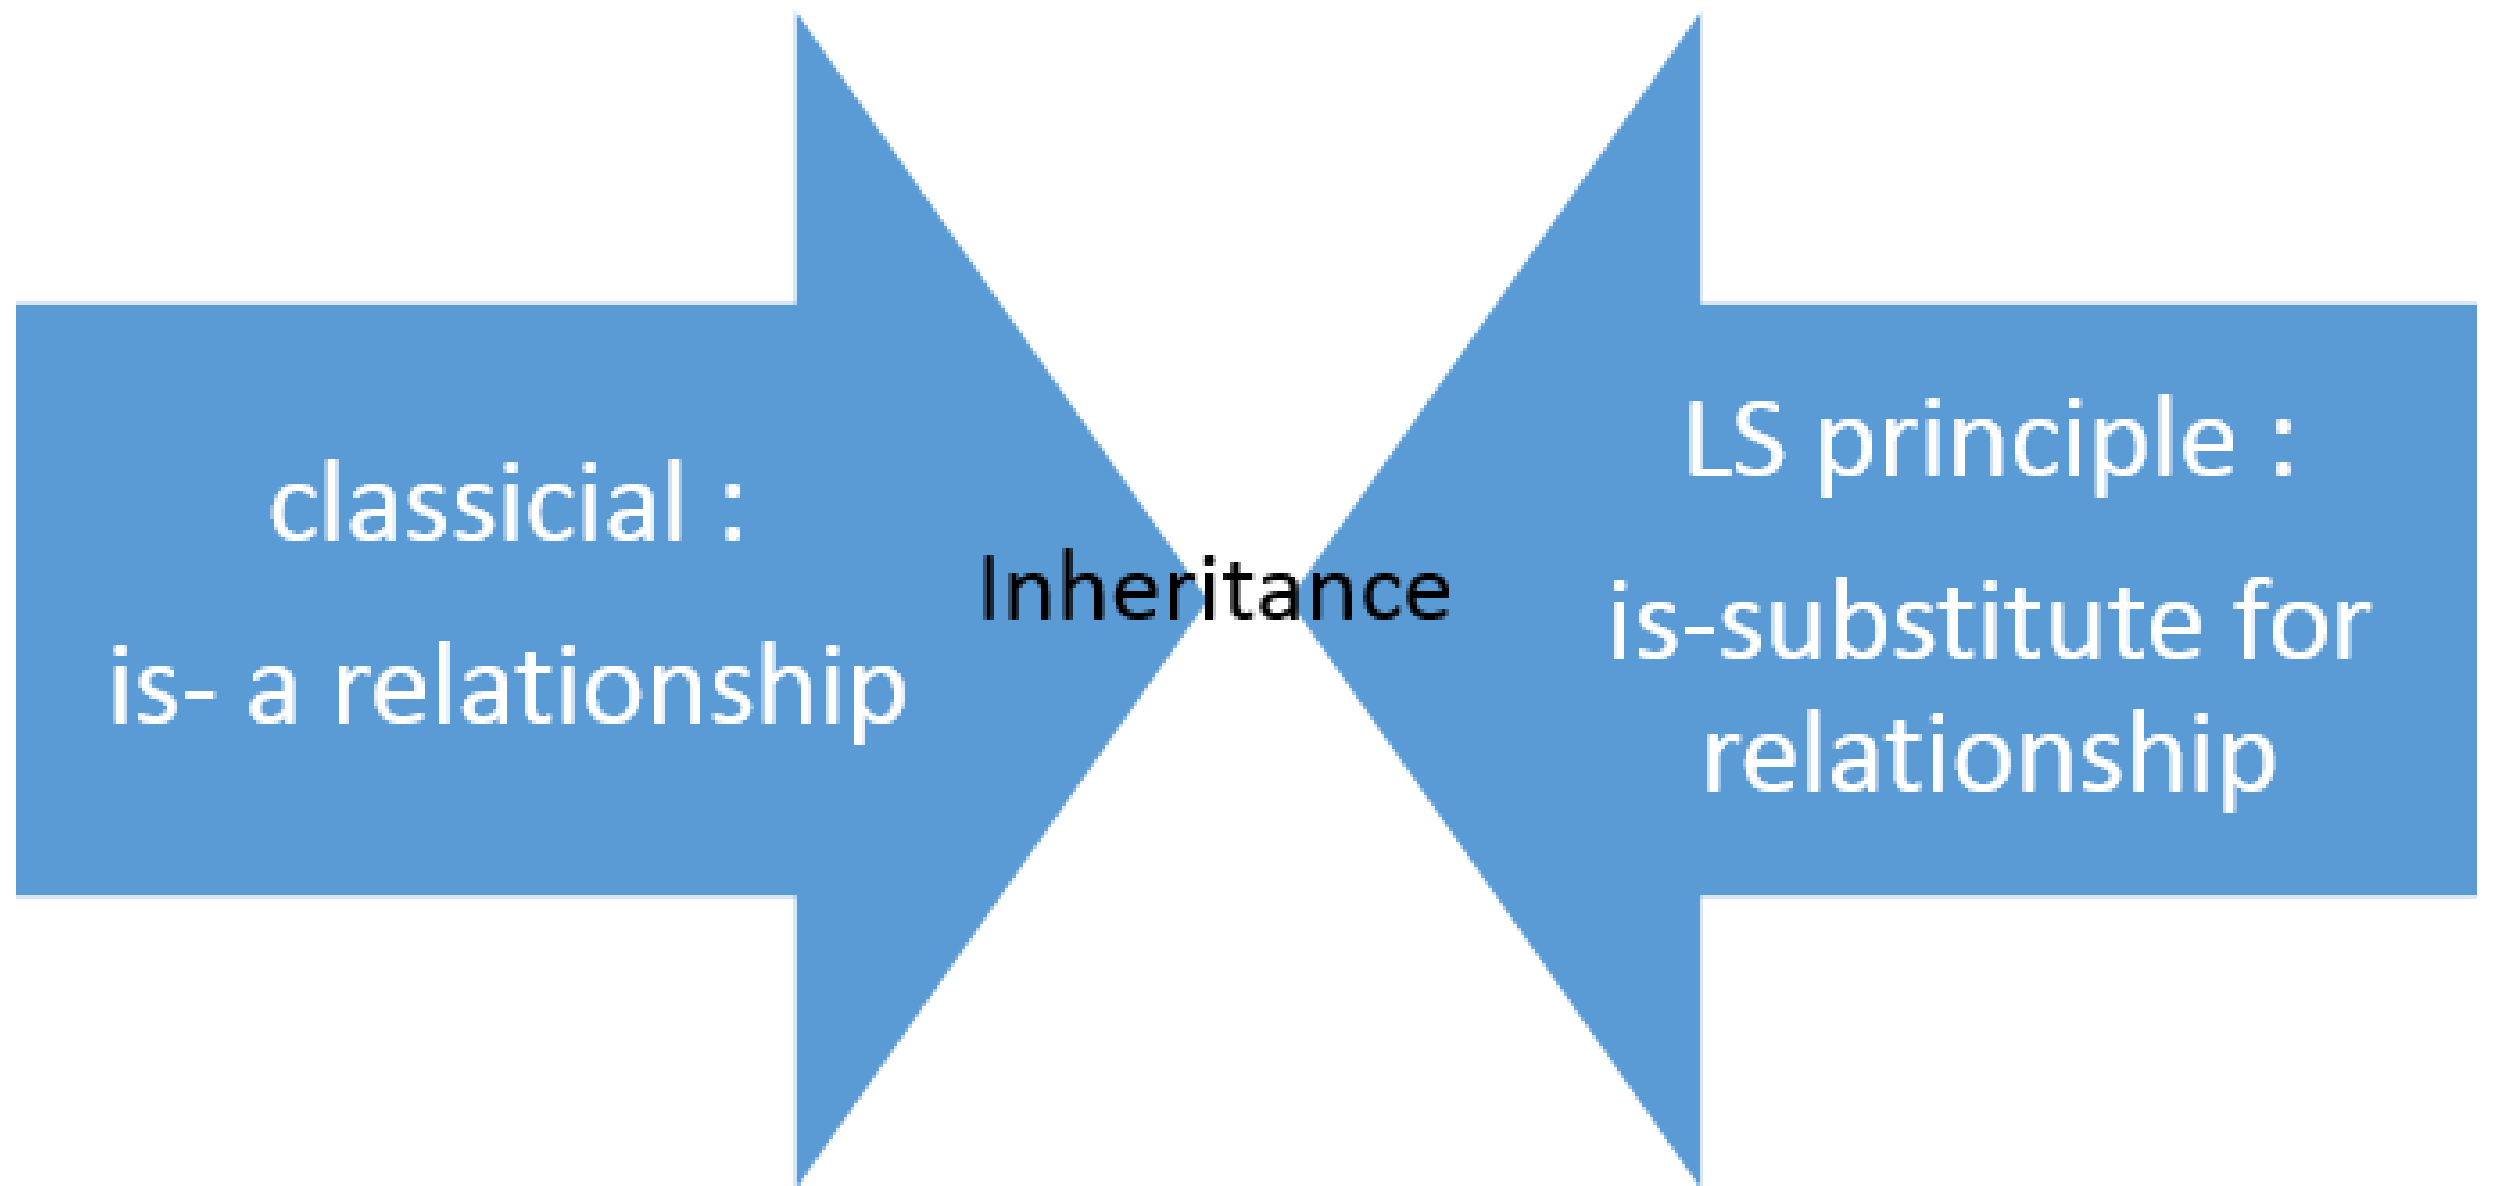 classicial :
is- a relationship
Inheritance
LS principle :
is-substitute for
relationship